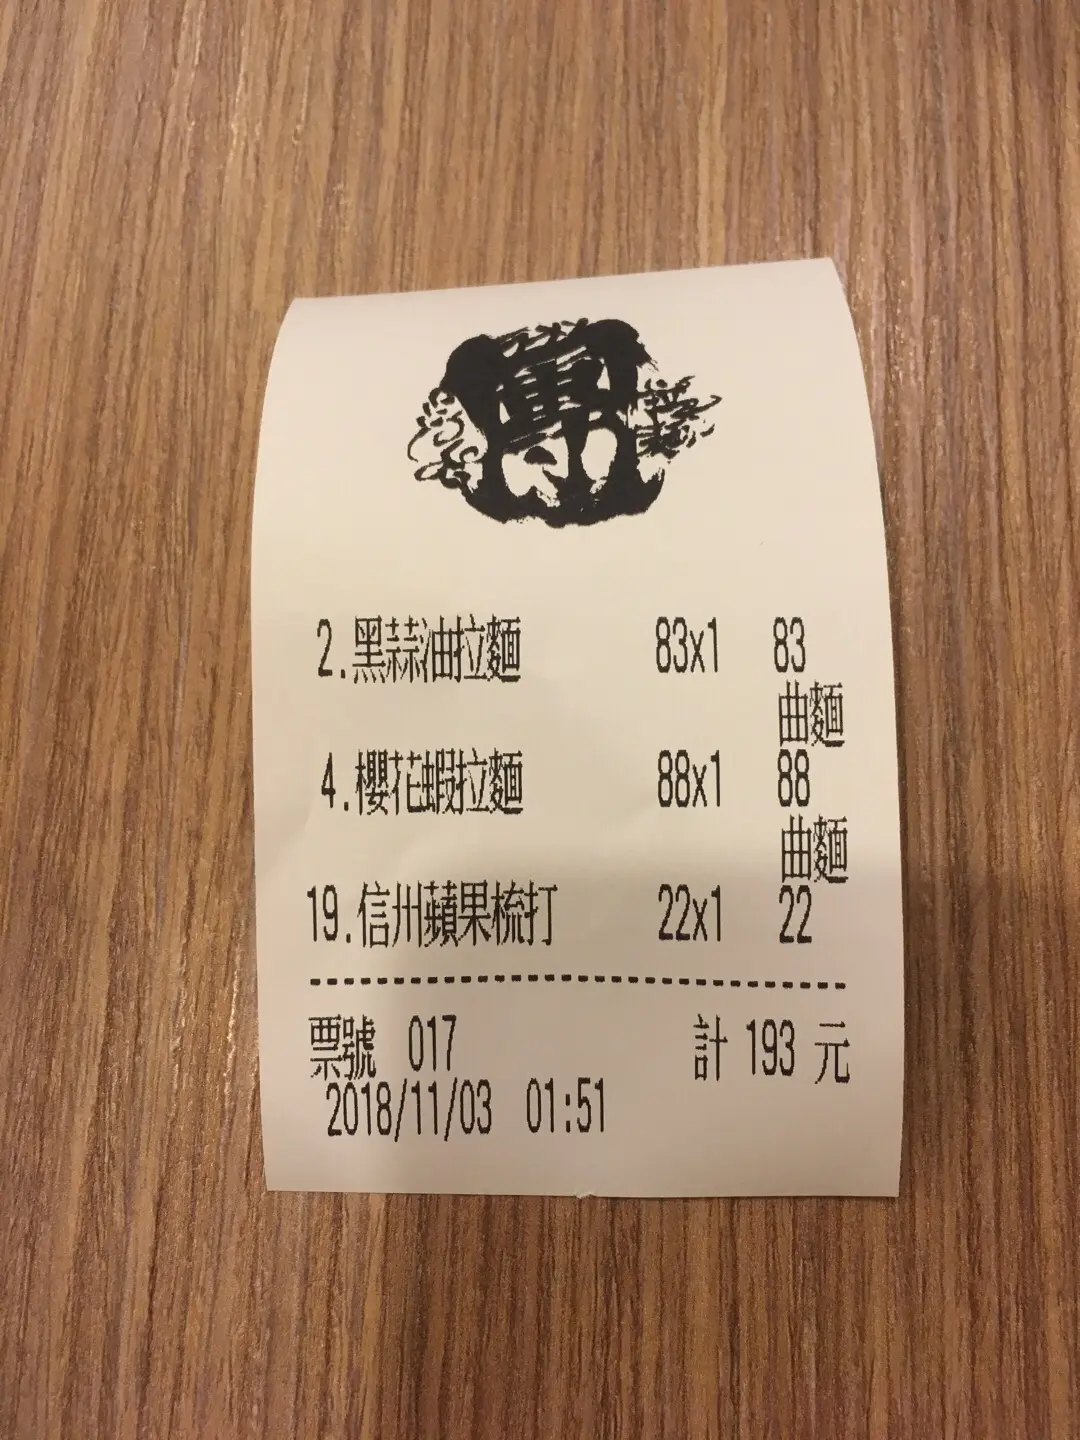 傳
2.黑蒜油拉麵 83x1 83
曲麵
4.櫻花蝦拉麵 88x1 88
曲麵
19.信州蘋果梳打 22x1 22
票號 017 計 193 元
2018/11/03 01:51